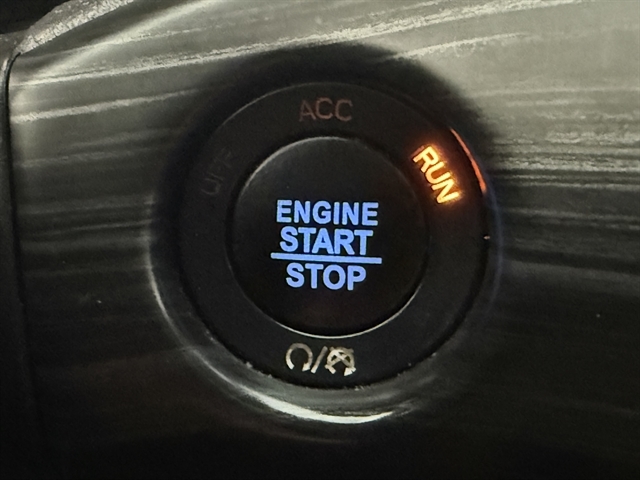 ACC
OFF
RUN
ENGINE
START
STOP